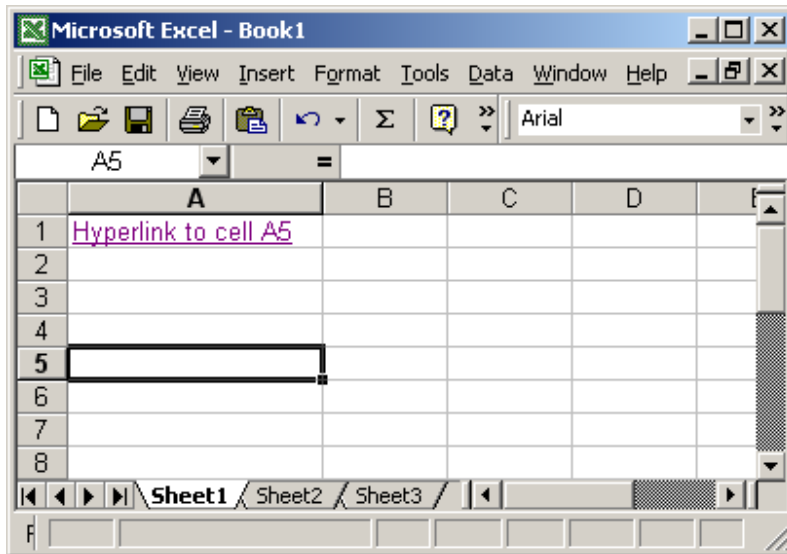 Microsoft Excel - Book1
File Edit View Insert Format Tools Data Window Help
Σ ? » Arial »
A5 =
A B C D
1 Hyperlink to cell A5
2
3
4
5
6
7
8
Sheet1 Sheet2 Sheet3